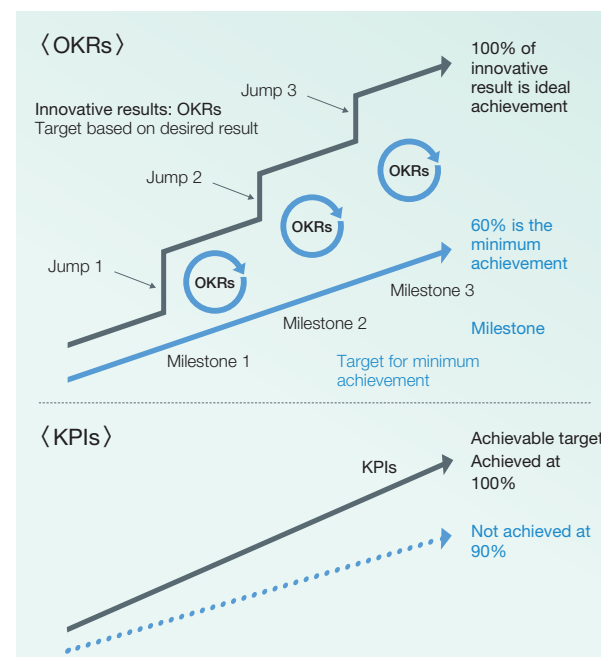 〈OKRs〉
100% of
innovative
result is ideal
achievement
Jump 3
Innovative results: OKRs
Target based on desired result
Jump 2
OKRs
OKRs
60% is the
minimum
achievement
Jump 1
OKRs
Milestone 3
Milestone 2
Milestone
Milestone 1
Target for minimum
achievement
〈KPIs〉
Achievable target
KPIs
Achieved at
100%
Not achieved at
90%